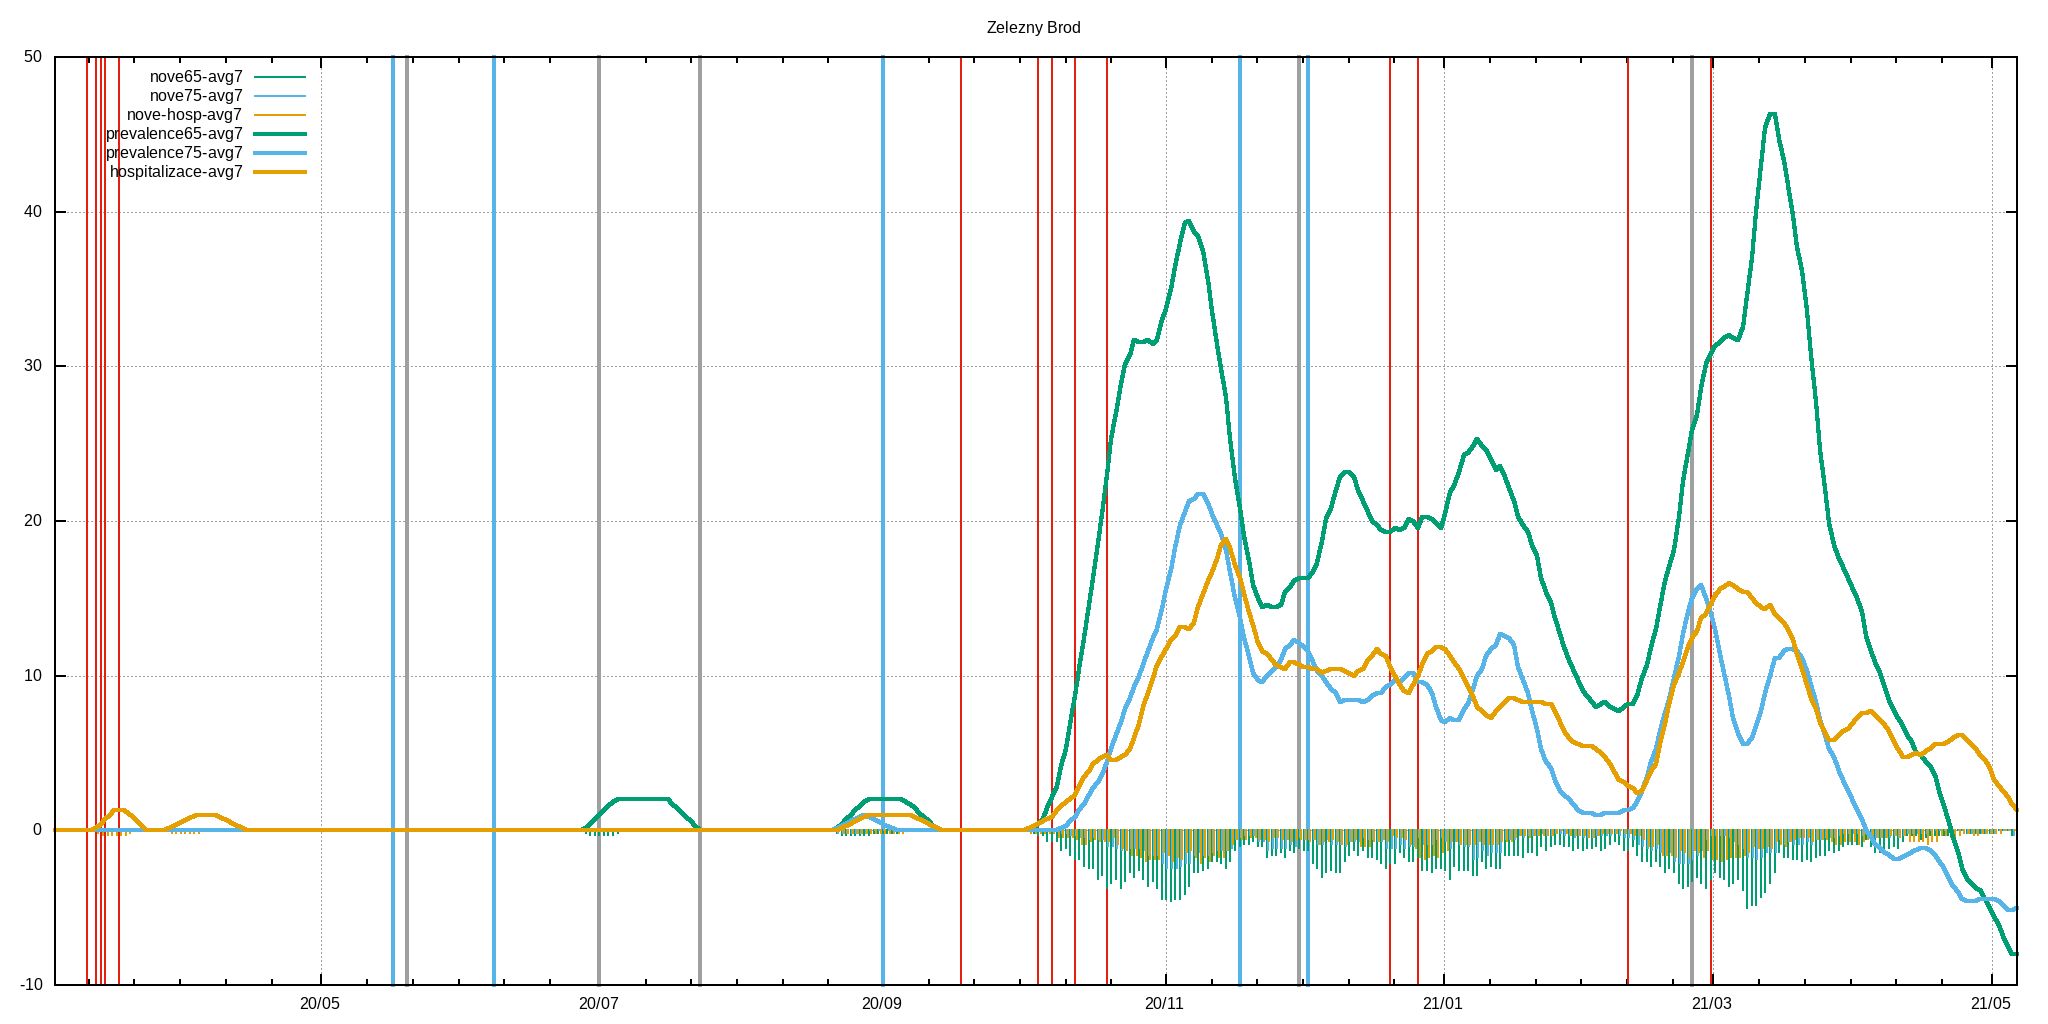 Zelezny Brod
50
nove65-avg7
nove75-avg7
nove-hosp-avg7
prevalence65-avg7
prevalence75-avg7
hospitalizace-avg7
40
30
20
10
0
-10
20/05
20/07
20/09
20/11
21/01
21/03
21/05